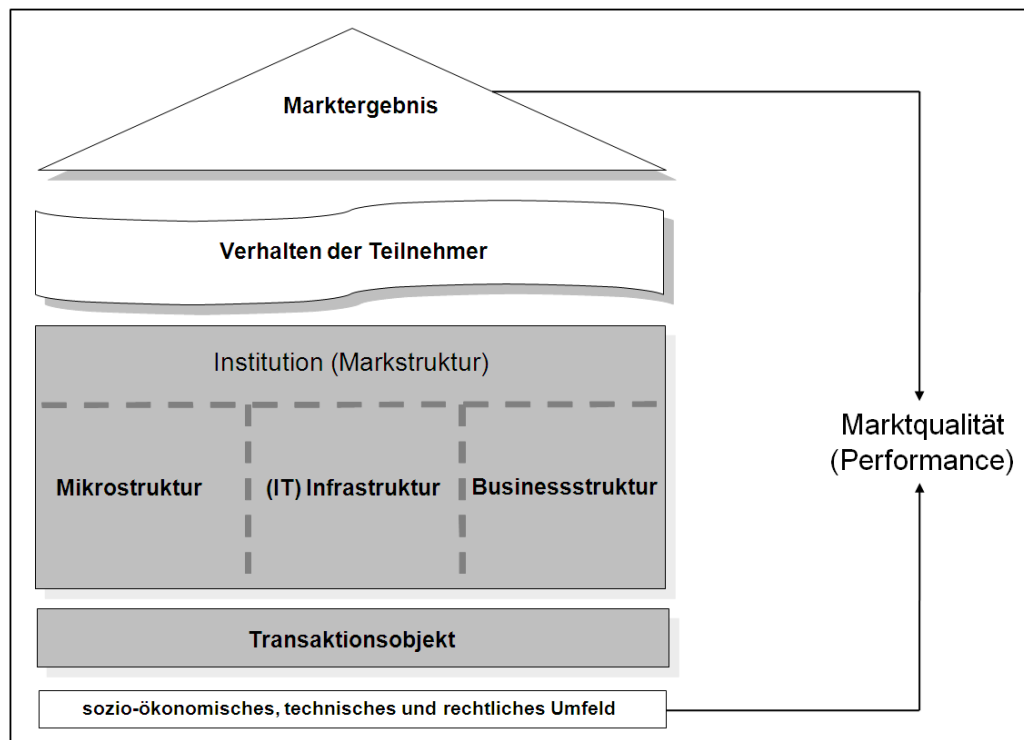 Marktergebnis
Verhalten der Teilnehmer
Institution (Markstruktur)
Mikrostruktur
(IT) Infrastruktur
Businessstruktur
Transaktionsobjekt
sozio-ökonomisches, technisches und rechtliches Umfeld
Marktqualität
(Performance)